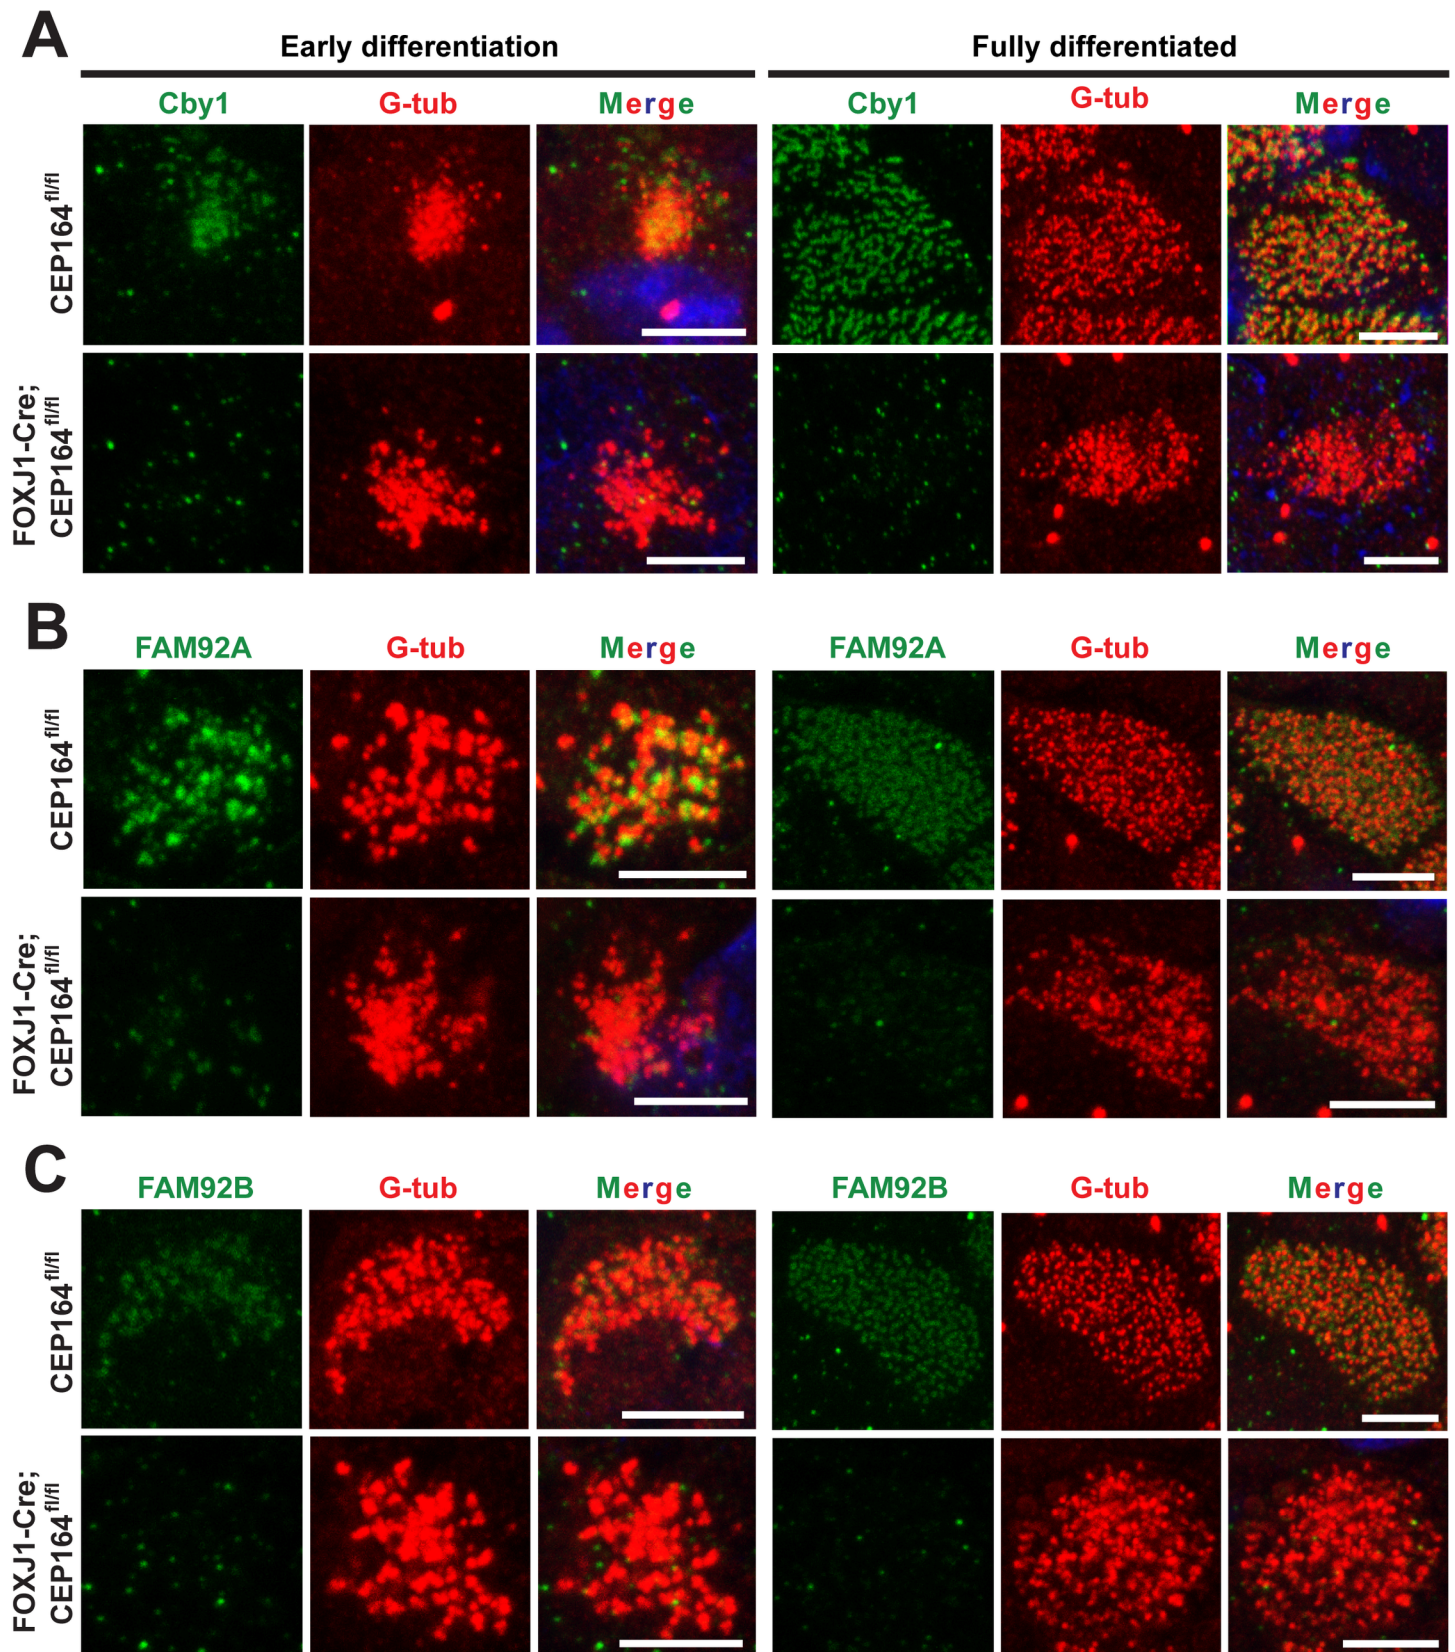 A
Early differentiation
Fully differentiated
Cby1
G-tub
Merge
Cby1
G-tub
Merge
CEP164fl/fl
FOXJ1-Cre;
CEP164fl/fl
B
FAM92A
G-tub
Merge
FAM92A
G-tub
Merge
CEP164fl/fl
FOXJ1-Cre;
CEP164fl/fl
C
FAM92B
G-tub
Merge
FAM92B
G-tub
Merge
CEP164fl/fl
FOXJ1-Cre;
CEP164fl/fl